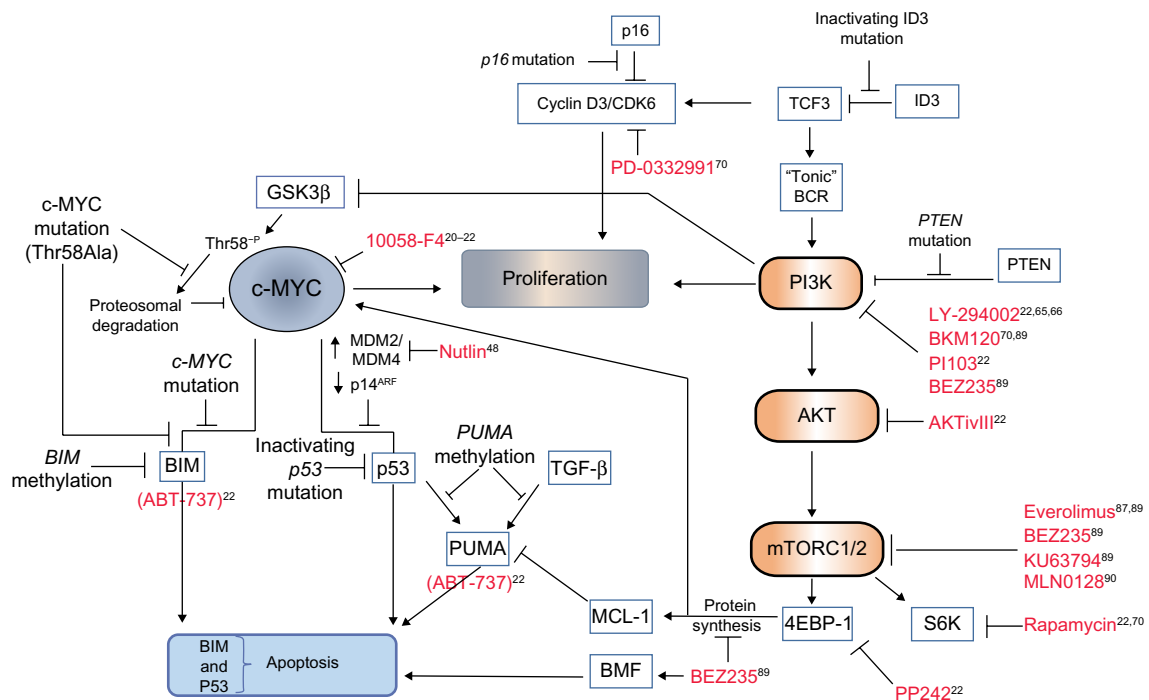 Inactivating ID3
mutation
p16
p16 mutation
Cyclin D3/CDK6
TCF3
ID3
PD-0332991⁷⁰
"Tonic"
BCR
GSK3β
c-MYC
mutation
(Thr58Ala)
Thr58⁻ᴾ
10058-F4²⁰⁻²²
PTEN
mutation
PTEN
c-MYC
Proliferation
PI3K
Proteosomal
degradation
LY-294002²²,⁶⁵,⁶⁶
BKM120⁷⁰,⁸⁹
PI103²²
BEZ235⁸⁹
MDM2/
MDM4
Nutlin⁴⁸
p14ᴬᴿᶠ
c-MYC
mutation
AKT
AKTivIII²²
BIM
methylation
BIM
(ABT-737)²²
Inactivating
p53
mutation
p53
PUMA
methylation
TGF-β
PUMA
(ABT-737)²²
mTORC1/2
Everolimus⁸⁷,⁸⁹
BEZ235⁸⁹
KU63794⁸⁹
MLN0128⁹⁰
MCL-1
Protein
synthesis
4EBP-1
S6K
Rapamycin²²,⁷⁰
BIM
and
P53
Apoptosis
BMF
BEZ235⁸⁹
PP242²²